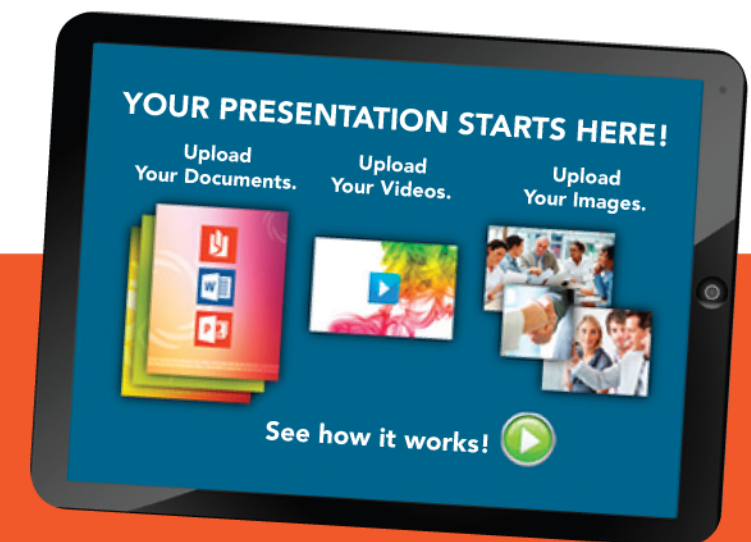 YOUR PRESENTATION STARTS HERE!
Upload
Your Documents.
Upload
Your Videos.
Upload
Your Images.
See how it works!